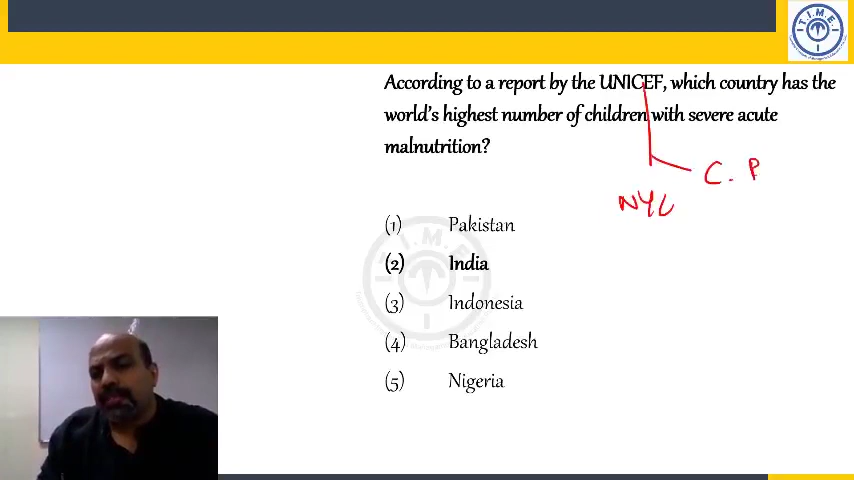 T.I.M.E.
According to a report by the UNICEF, which country has the
world's highest number of children with severe acute
malnutrition?
C. P
NYC
(1) Pakistan
(2) India
(3) Indonesia
(4) Bangladesh
(5) Nigeria